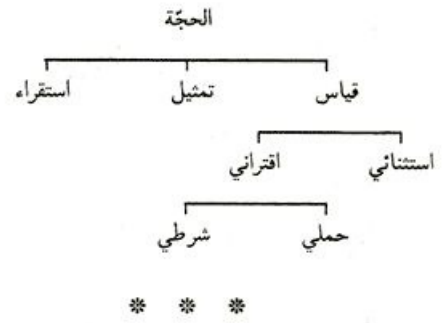 الحجّة
قياس تمثيل استقراء
استثنائي اقتراني
حملي شرطي